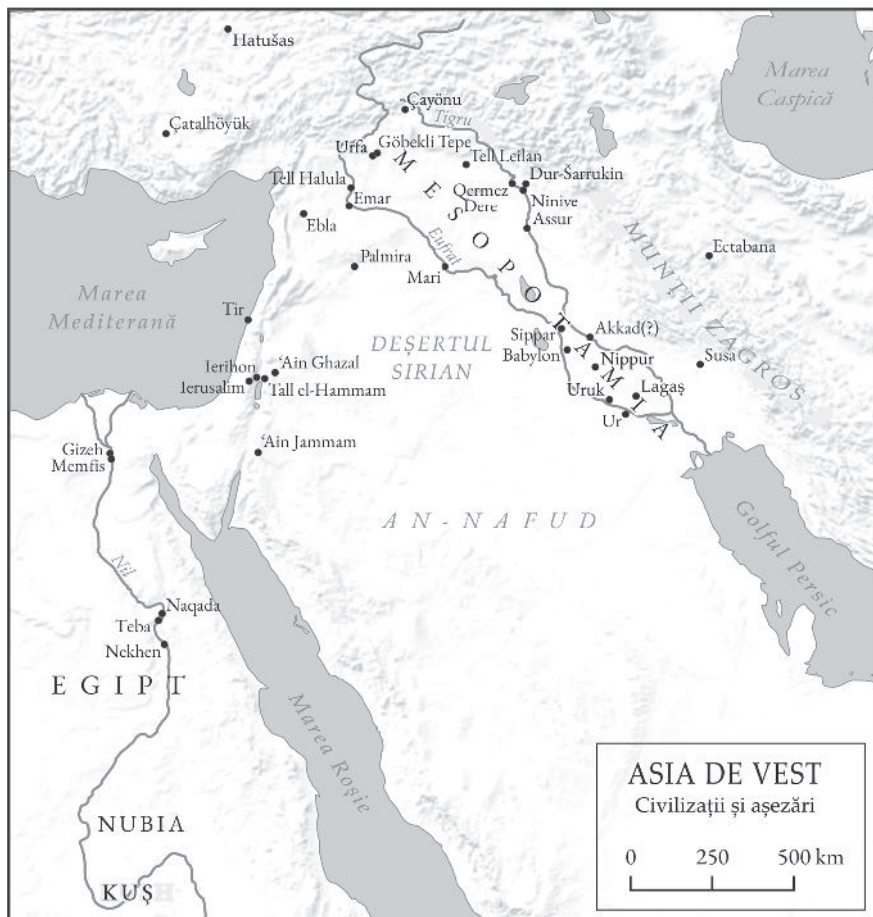 Hatušas
Marea
Caspică
Çayönu
Tigru
Çatalhöyük
Urfa
Göbekli Tepe
Tell Leilan
Tell Halula
Qermez
Dere
Dur-Šarrukin
Ninive
Emar
Assur
Ebla
MESOPOTAMIA
Eufrat
Palmira
Mari
MUNȚII ZAGROS
Ectabana
Marea
Mediterană
Tir
DEȘERTUL
SIRIAN
Sippar
Akkad(?)
Babylon
Nippur
Susa
Ierihon
'Ain Ghazal
Ierusalim
Tall el-Hammam
Uruk
Lagaș
Ur
'Ain Jammam
Gizeh
Memfis
AN-NAFUD
Golful Persic
Nil
Naqada
Teba
Nekhen
EGIPT
Marea Roșie
NUBIA
KUȘH
ASIA DE VEST
Civilizații și așezări
0 250 500 km